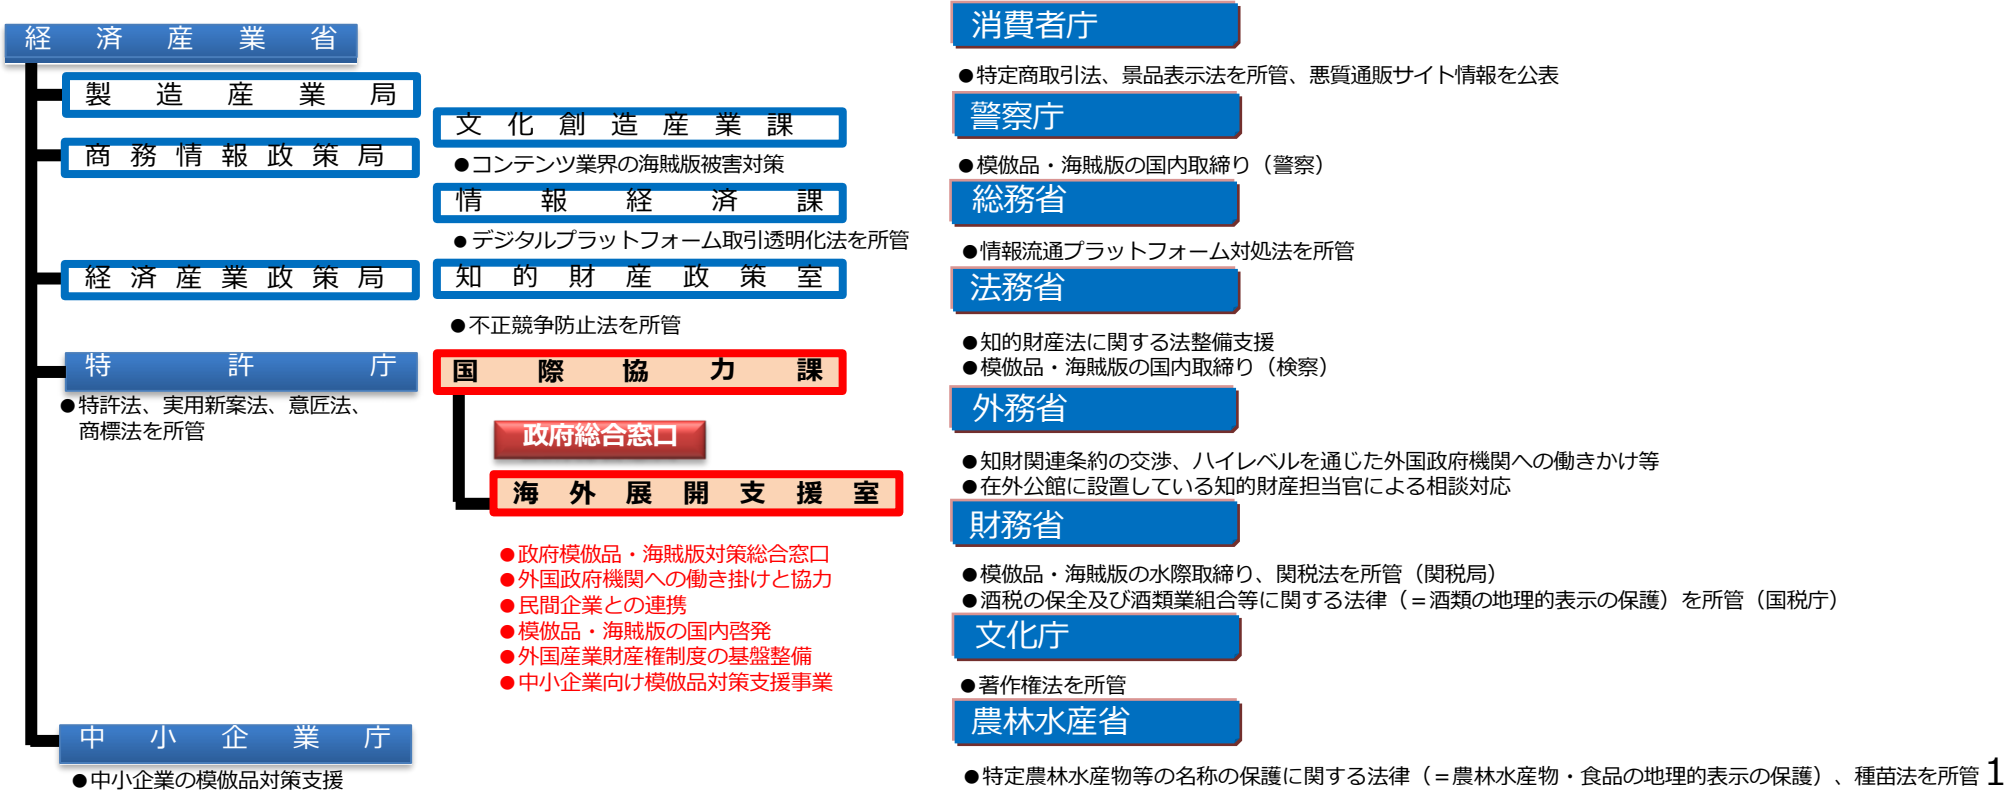 経済産業省
製造産業局
商務情報政策局
文化創造産業課
●コンテンツ業界の海賊版被害対策
情報経済課
●デジタルプラットフォーム取引透明化法を所管
経済産業政策局
知的財産政策室
●不正競争防止法を所管
特許庁
●特許法、実用新案法、意匠法、
商標法を所管
国際協力課
政府総合窓口
海外展開支援室
●政府模倣品・海賊版対策総合窓口
●外国政府機関への働き掛けと協力
●民間企業との連携
●模倣品・海賊版の国内啓発
●外国産業財産権制度の基盤整備
●中小企業向け模倣品対策支援事業
中小企業庁
●中小企業の模倣品対策支援
消費者庁
●特定商取引法、景品表示法を所管、悪質通販サイト情報を公表
警察庁
●模倣品・海賊版の国内取締り（警察）
総務省
●情報流通プラットフォーム対処法を所管
法務省
●知的財産法に関する法整備支援
●模倣品・海賊版の国内取締り（検察）
外務省
●知財関連条約の交渉、ハイレベルを通じた外国政府機関への働きかけ等
●在外公館に設置している知的財産担当官による相談対応
財務省
●模倣品・海賊版の水際取締り、関税法を所管（関税局）
●酒税の保全及び酒類業組合等に関する法律（＝酒類の地理的表示の保護）を所管（国税庁）
文化庁
●著作権法を所管
農林水産省
●特定農林水産物等の名称の保護に関する法律（＝農林水産物・食品の地理的表示の保護）、種苗法を所管
1